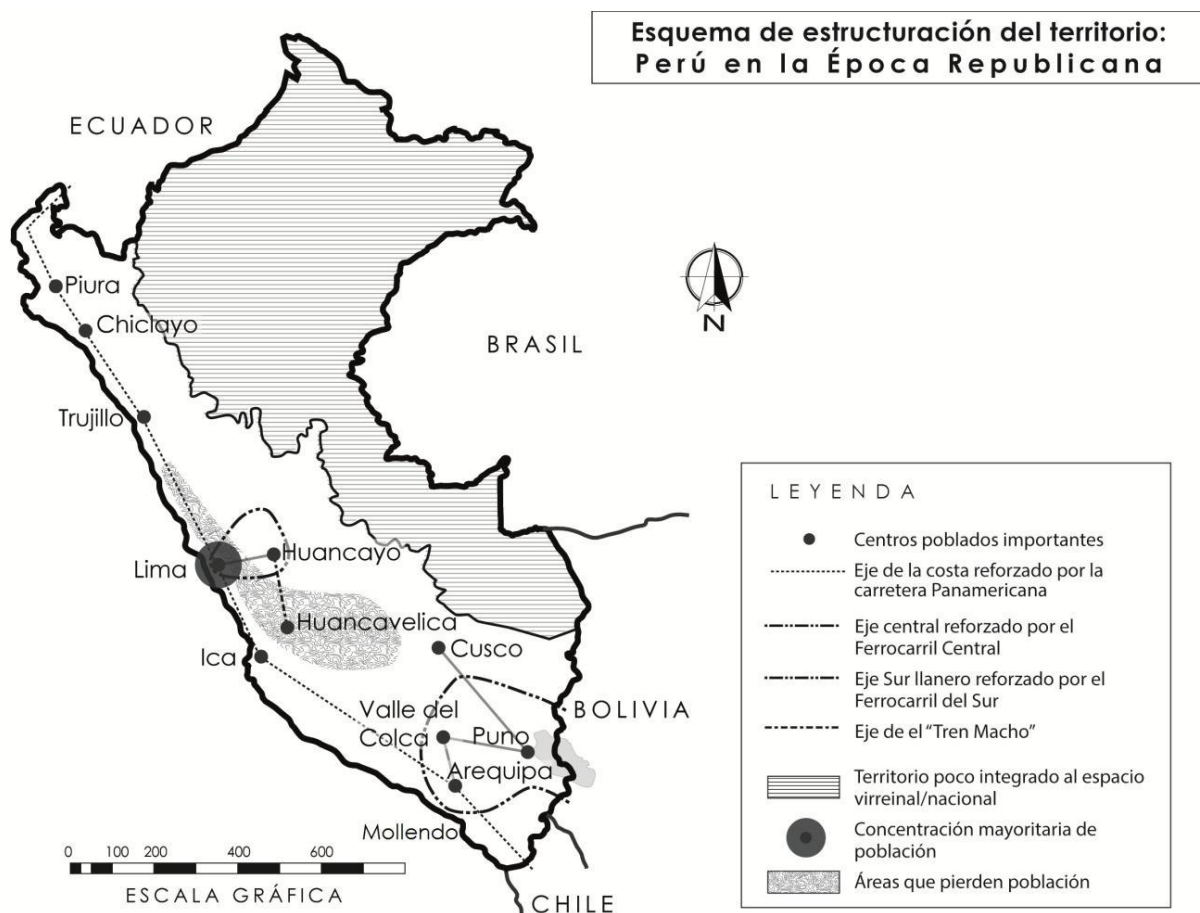 Esquema de estructuración del territorio:
Perú en la Época Republicana
ECUADOR
Piura
Chiclayo
Trujillo
BRASIL
N
Lima
Huancayo
Huancavelica
Ica
Cusco
BOLIVIA
Valle del
Colca
Puno
Arequipa
Mollendo
CHILE
0 100 200 400 600
ESCALA GRÁFICA
LEYENDA
Centros poblados importantes
Eje de la costa reforzado por la
carretera Panamericana
Eje central reforzado por el
Ferrocarril Central
Eje Sur llanero reforzado por el
Ferrocarril del Sur
Eje de el “Tren Macho”
Territorio poco integrado al espacio
virreinal/nacional
Concentración mayoritaria de
población
Áreas que pierden población